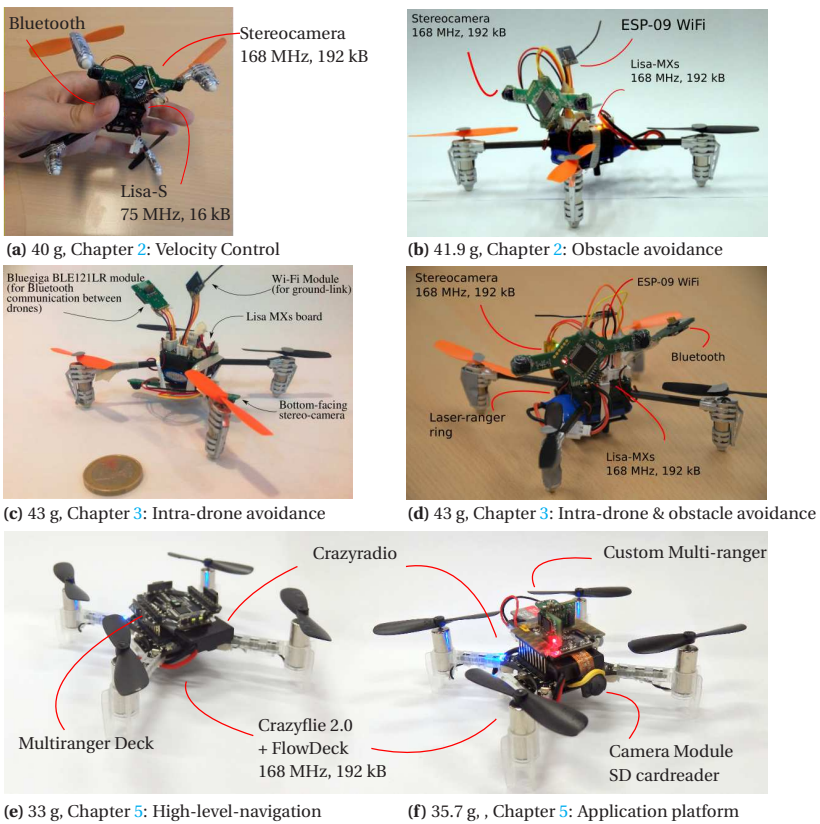 Bluetooth
Stereocamera
168 MHz, 192 kB
Lisa-S
75 MHz, 16 kB
(a) 40 g, Chapter 2: Velocity Control
Stereocamera
168 MHz, 192 kB
ESP-09 WiFi
Lisa-MXs
168 MHz, 192 kB
(b) 41.9 g, Chapter 2: Obstacle avoidance
Bluegiga BLE121LR module
(for Bluetooth
communication between
drones)
Wi-Fi Module
(for ground-link)
Lisa MXs board
Bottom-facing
stereo-camera
(c) 43 g, Chapter 3: Intra-drone avoidance
Stereocamera
168 MHz, 192 kB
ESP-09 WiFi
Bluetooth
Laser-ranger
ring
Lisa-MXs
168 MHz, 192 kB
(d) 43 g, Chapter 3: Intra-drone & obstacle avoidance
Crazyradio
Custom Multi-ranger
Multiranger Deck
Crazyflie 2.0
+ FlowDeck
168 MHz, 192 kB
Camera Module
SD cardreader
(e) 33 g, Chapter 5: High-level-navigation
(f) 35.7 g, , Chapter 5: Application platform